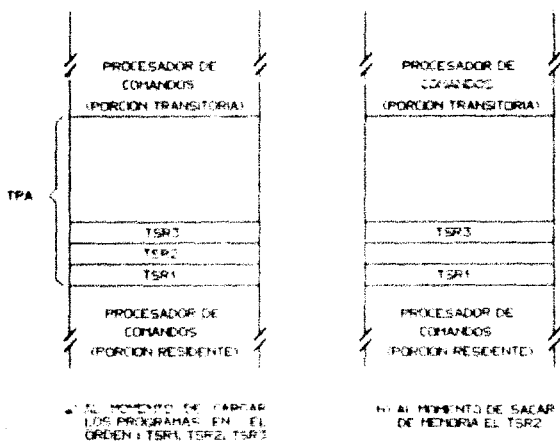 PROCESADOR DE
COMANDOS
(PORCION TRANSITORIA)
TPA
TSR3
TSR2
TSR1
PROCESADOR DE
COMANDOS
(PORCION RESIDENTE)
a) AL MOMENTO DE CARGAR
LOS PROGRAMAS EN EL
ORDEN: TSR1, TSR2, TSR3
PROCESADOR DE
COMANDOS
(PORCION TRANSITORIA)
TSR3
TSR1
PROCESADOR DE
COMANDOS
(PORCION RESIDENTE)
b) AL MOMENTO DE SACAR
DE MEMORIA EL TSR2